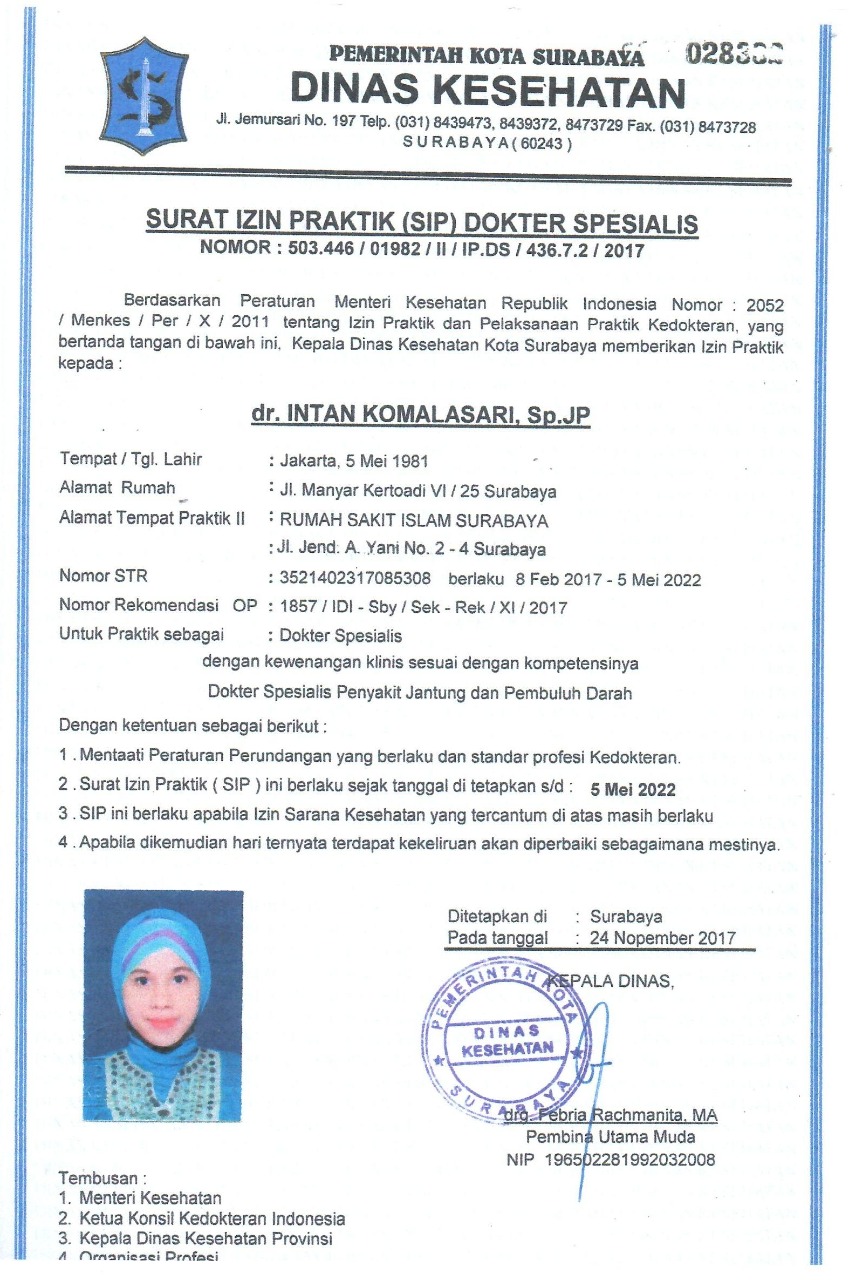 PEMERINTAH KOTA SURABAYA
DINAS KESEHATAN
Jl. Jemursari No. 197 Telp. (031) 8439473, 8439372, 8473729 Fax. (031) 8473728
SURABAYA ( 60243 )
SURAT IZIN PRAKTIK (SIP) DOKTER SPESIALIS
NOMOR : 503.446 / 01982 / II / IP.DS / 436.7.2 / 2017
Berdasarkan Peraturan Menteri Kesehatan Republik Indonesia Nomor : 2052
/ Menkes / Per / X / 2011 tentang Izin Praktik dan Pelaksanaan Praktik Kedokteran, yang
bertanda tangan di bawah ini, Kepala Dinas Kesehatan Kota Surabaya memberikan Izin Praktik
kepada :
dr. INTAN KOMALASARI, Sp.JP
Tempat / Tgl. Lahir : Jakarta, 5 Mei 1981
Alamat Rumah : Jl. Manyar Kertoadi VI / 25 Surabaya
Alamat Tempat Praktik II : RUMAH SAKIT ISLAM SURABAYA
: Jl. Jend. A. Yani No. 2 - 4 Surabaya
Nomor STR : 3521402317085308 berlaku 8 Feb 2017 - 5 Mei 2022
Nomor Rekomendasi OP : 1857 / IDI - Sby / Sek - Rek / XI / 2017
Untuk Praktik sebagai : Dokter Spesialis
dengan kewenangan klinis sesuai dengan kompetensinya
Dokter Spesialis Penyakit Jantung dan Pembuluh Darah
Dengan ketentuan sebagai berikut :
1 . Mentaati Peraturan Perundangan yang berlaku dan standar profesi Kedokteran.
2 . Surat Izin Praktik ( SIP ) ini berlaku sejak tanggal di tetapkan s/d : 5 Mei 2022
3 . SIP ini berlaku apabila Izin Sarana Kesehatan yang tercantum di atas masih berlaku
4 . Apabila dikemudian hari ternyata terdapat kekeliruan akan diperbaiki sebagaimana mestinya.
Ditetapkan di : Surabaya
Pada tanggal : 24 Nopember 2017
KEPALA DINAS,
PEMERINTAH KOTA
DINAS
KESEHATAN
SURABAYA
drg. Febria Rachmanita, MA
Pembina Utama Muda
NIP 196502281992032008
Tembusan :
1. Menteri Kesehatan
2. Ketua Konsil Kedokteran Indonesia
3. Kepala Dinas Kesehatan Provinsi
4. Organisasi Profesi